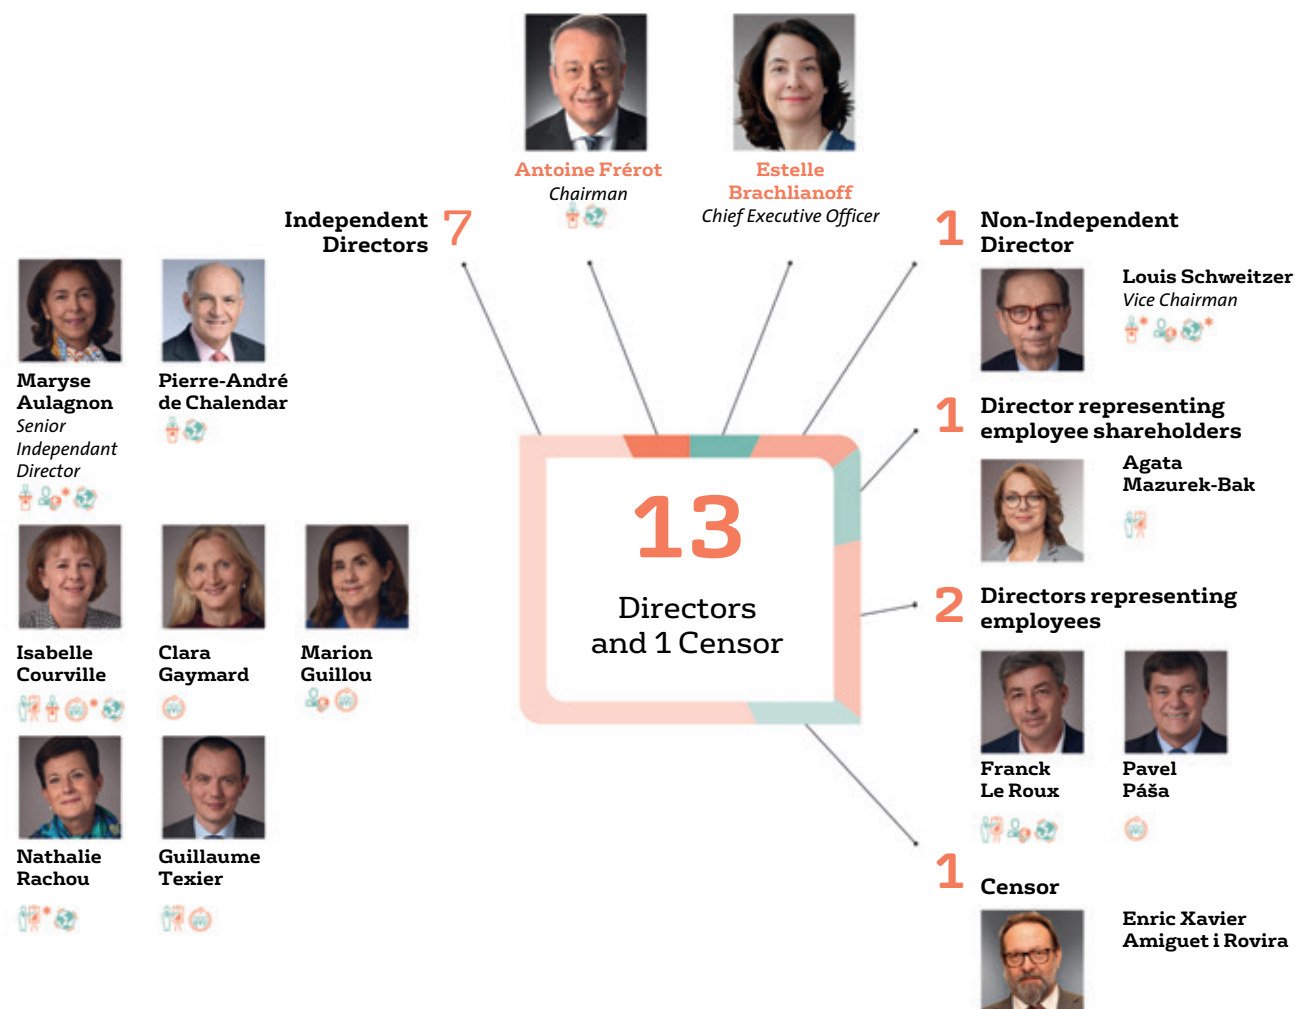 Antoine Frérot
Chairman
Estelle
Brachlianoff
Chief Executive Officer
Independent
Directors
7
Maryse
Aulagnon
Senior
Independant
Director
Pierre-André
de Chalendar
Isabelle
Courville
Clara
Gaymard
Marion
Guillou
Nathalie
Rachou
Guillaume
Texier
13
Directors
and 1 Censor
1
Non-Independent
Director
Louis Schweitzer
Vice Chairman
1
Director representing
employee shareholders
Agata
Mazurek-Bak
2
Directors representing
employees
Franck
Le Roux
Pavel
Páša
1
Censor
Enric Xavier
Amiguet i Rovira